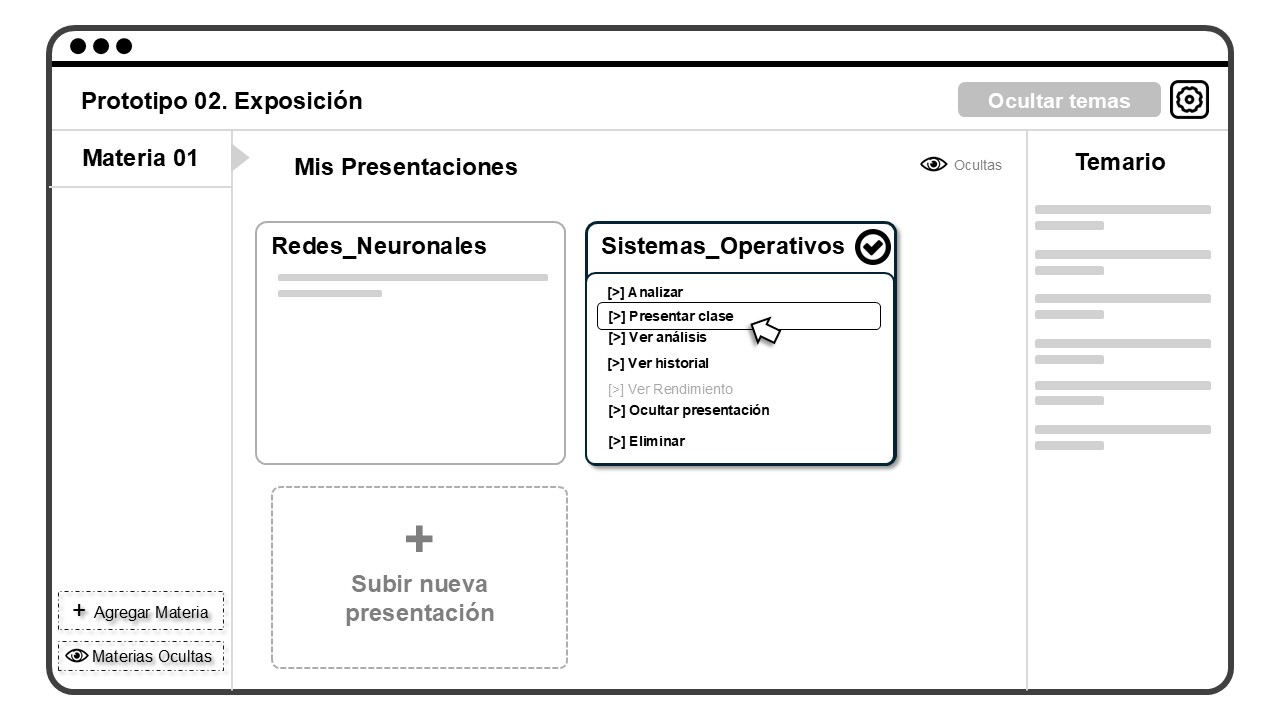 Prototipo 02. Exposición
Ocultar temas
Materia 01
Mis Presentaciones
Ocultas
Temario
Redes_Neuronales
Sistemas_Operativos
[>] Analizar
[>] Presentar clase
[>] Ver análisis
[>] Ver historial
[>] Ver Rendimiento
[>] Ocultar presentación
[>] Eliminar
+
Subir nueva
presentación
+ Agregar Materia
Materias Ocultas